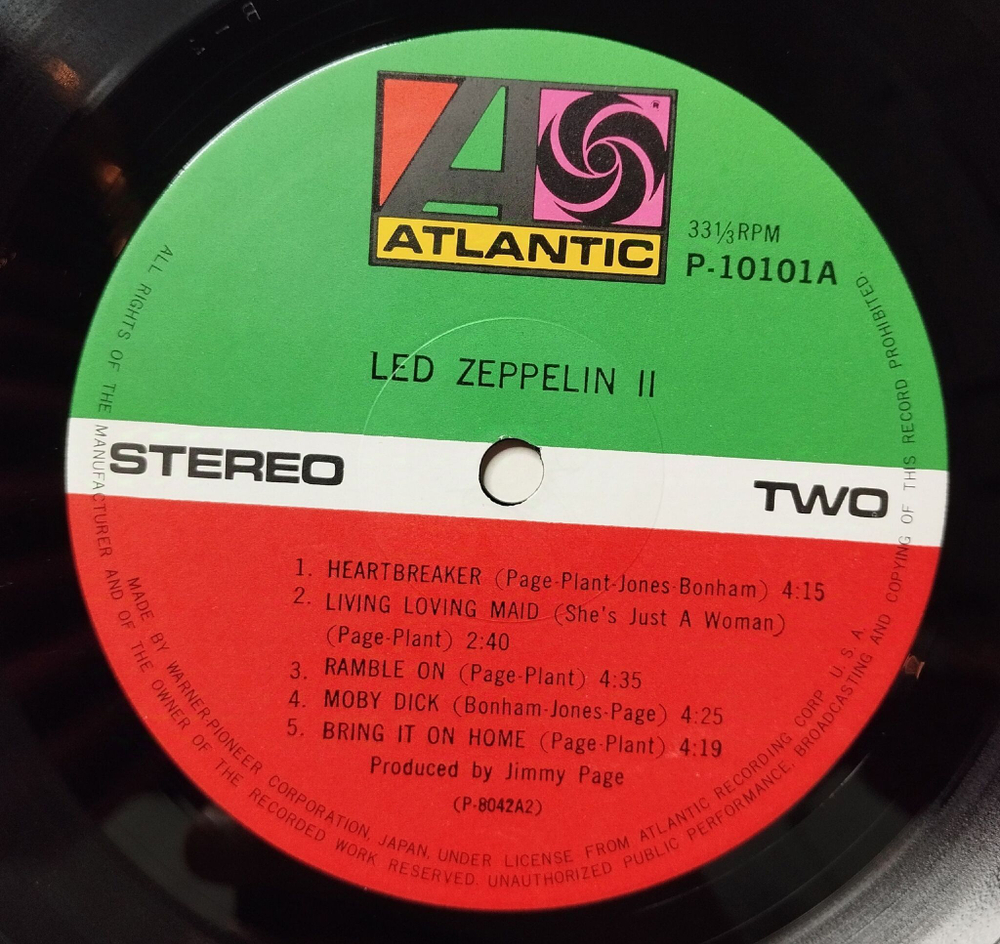 ATLANTIC
33⅓RPM
P-10101A
LED ZEPPELIN II
STEREO
TWO
1. HEARTBREAKER (Page-Plant-Jones-Bonham) 4:15
2. LIVING LOVING MAID (She's Just A Woman)
(Page-Plant) 2:40
3. RAMBLE ON (Page-Plant) 4:35
4. MOBY DICK (Bonham-Jones-Page) 4:25
5. BRING IT ON HOME (Page-Plant) 4:19
Produced by Jimmy Page
(P-8042A2)
MADE BY WARNER-PIONEER CORPORATION, JAPAN, UNDER LICENSE FROM ATLANTIC RECORDING CORP. U. S. A.
ALL RIGHTS OF THE MANUFACTURER AND OF THE OWNER OF THE RECORDED WORK RESERVED. UNAUTHORIZED PUBLIC PERFORMANCE, BROADCASTING AND COPYING OF THIS RECORD PROHIBITED.